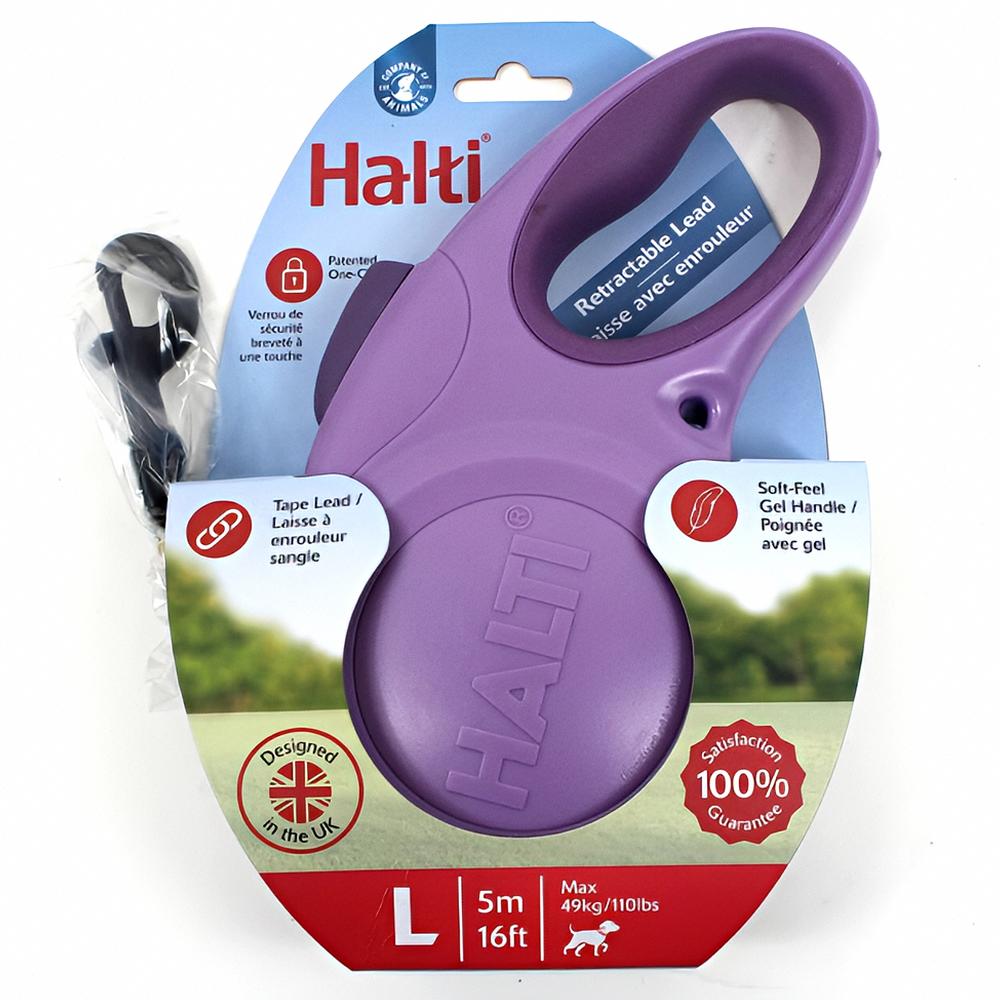 COMPANY of
ANIMALS
Halti®
Retractable Lead
avec enrouleur
Patented
Verrou de
sécurité
breveté à
une touche
Tape Lead /
Laisse à
enrouleur
sangle
Soft-Feel
Gel Handle /
Poignée
avec gel
HALTI®
Designed
in the UK
Satisfaction
100%
Guarantee
L
5m
16ft
Max
49kg/110lbs